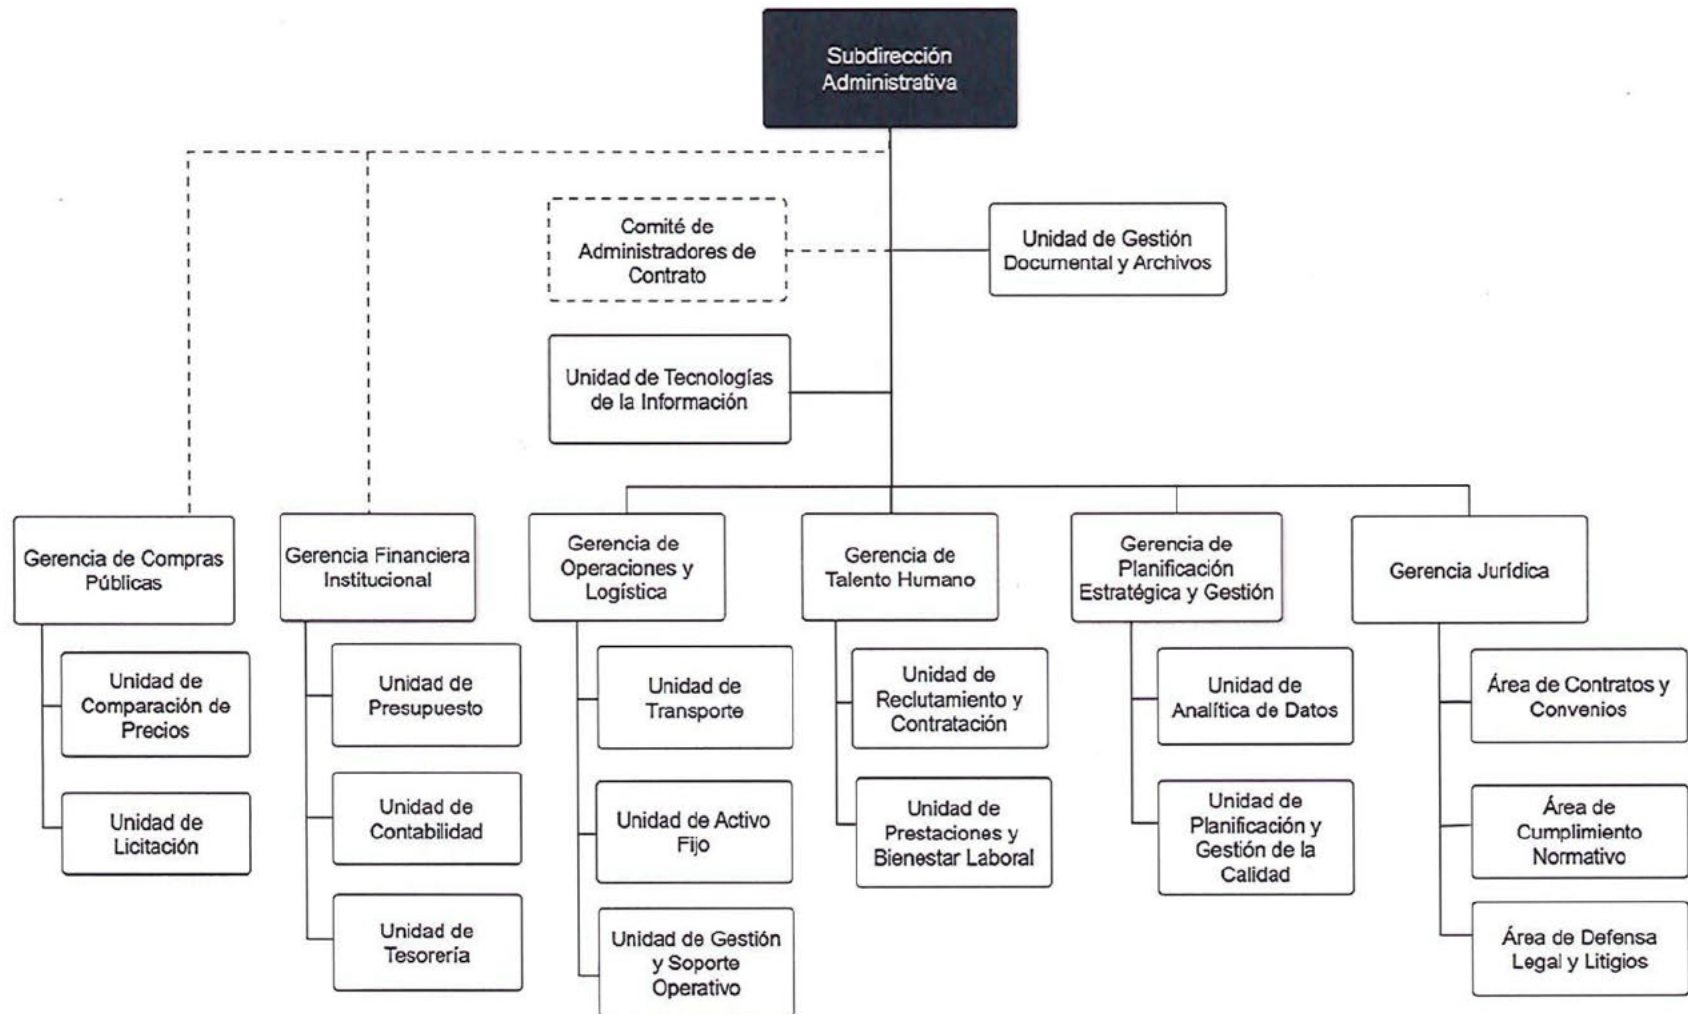 Subdirección
Administrativa
Comité de
Administradores de
Contrato
Unidad de Gestión
Documental y Archivos
Unidad de Tecnologías
de la Información
Gerencia de Compras
Públicas
Gerencia Financiera
Institucional
Gerencia de
Operaciones y
Logística
Gerencia de
Talento Humano
Gerencia de
Planificación
Estratégica y Gestión
Gerencia Jurídica
Unidad de
Comparación de
Precios
Unidad de
Licitación
Unidad de
Presupuesto
Unidad de
Contabilidad
Unidad de
Tesorería
Unidad de
Transporte
Unidad de Activo
Fijo
Unidad de Gestión
y Soporte
Operativo
Unidad de
Reclutamiento y
Contratación
Unidad de
Prestaciones y
Bienestar Laboral
Unidad de
Analítica de Datos
Unidad de
Planificación y
Gestión de la
Calidad
Área de Contratos y
Convenios
Área de
Cumplimiento
Normativo
Área de Defensa
Legal y Litigios